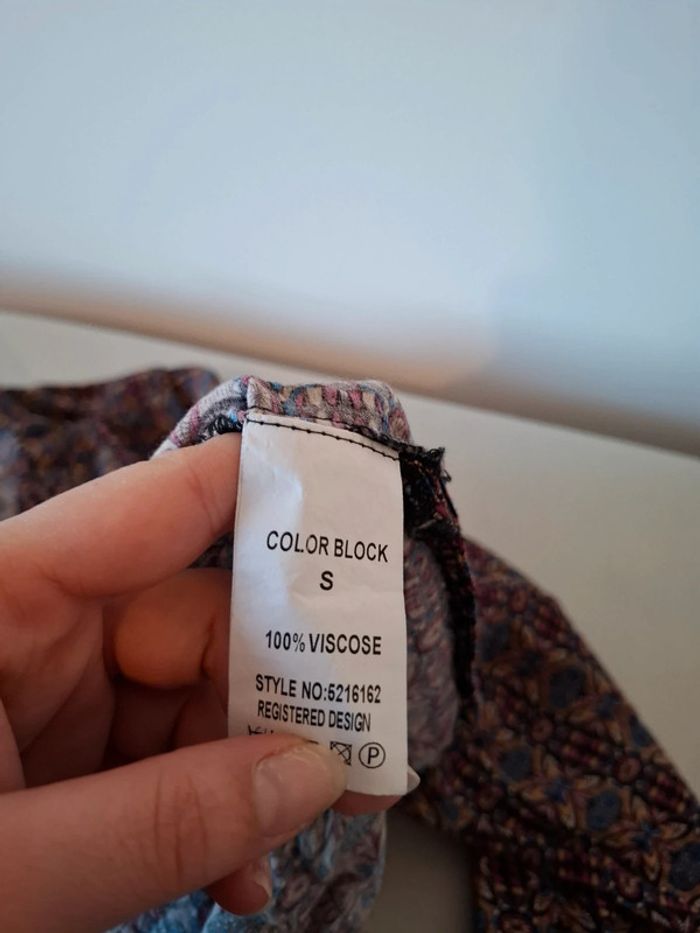 COLOR BLOCK
S
100% VISCOSE
STYLE NO:5216162
REGISTERED DESIGN
P